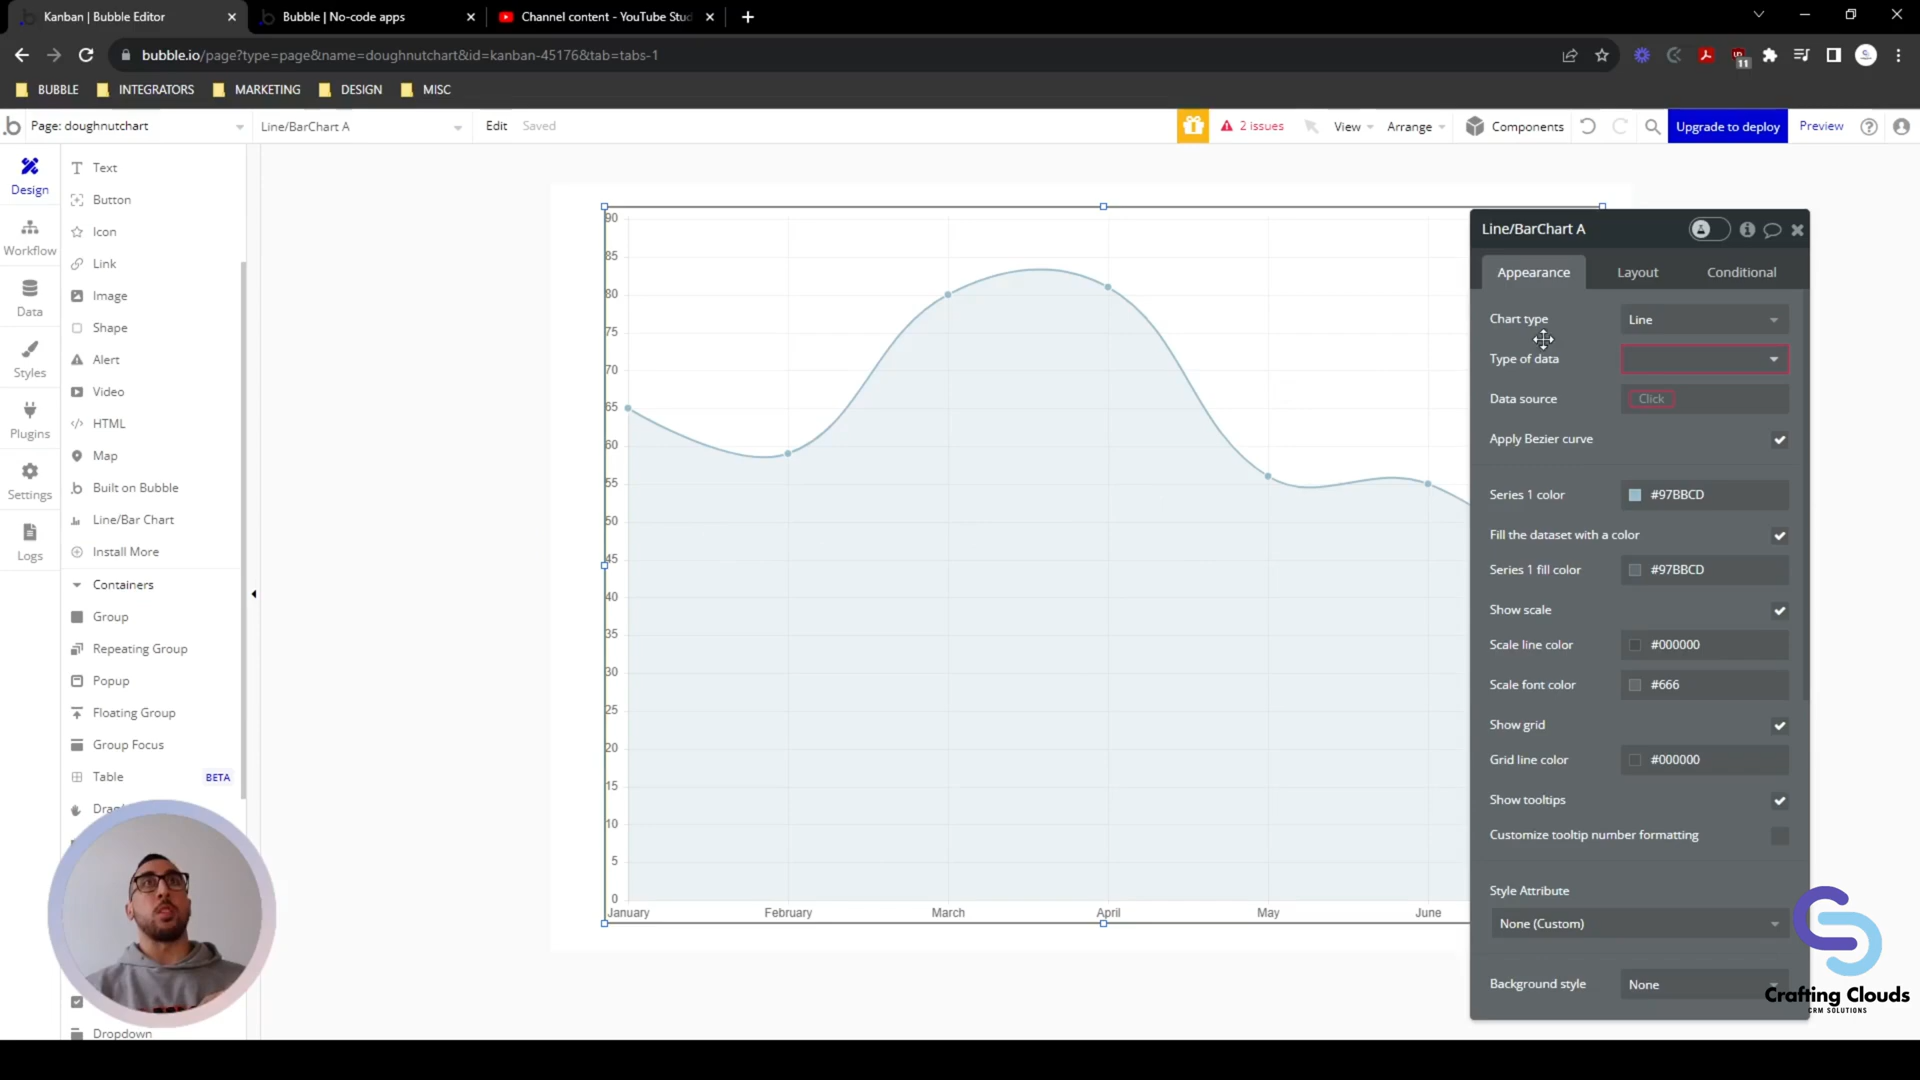 Kanban | Bubble Editor
Bubble | No-code apps
Channel content - YouTube Stud
bubble.io/page?type=page&name=doughnutchart&id=kanban-45176&tab=tabs-1
11
BUBBLE
INTEGRATORS
MARKETING
DESIGN
MISC
Page: doughnutchart
Line/BarChart A
Edit
Saved
2 issues
View
Arrange
Components
Upgrade to deploy
Preview
Design
Workflow
Data
Styles
Plugins
Settings
Logs
Text
Button
Icon
Link
Image
Shape
Alert
Video
HTML
Map
Built on Bubble
Line/Bar Chart
Install More
Containers
Group
Repeating Group
Popup
Floating Group
Group Focus
Table
BETA
Dropdown
90
85
80
75
70
65
60
55
50
45
40
35
30
25
20
15
10
5
0
January
February
March
April
May
June
Line/BarChart A
Appearance
Layout
Conditional
Chart type
Line
Type of data
Data source
Click
Apply Bezier curve
Series 1 color
#97BBCD
Fill the dataset with a color
Series 1 fill color
#97BBCD
Show scale
Scale line color
#000000
Scale font color
#666
Show grid
Grid line color
#000000
Show tooltips
Customize tooltip number formatting
Style Attribute
None (Custom)
Background style
None
Crafting Clouds
CRM SOLUTIONS